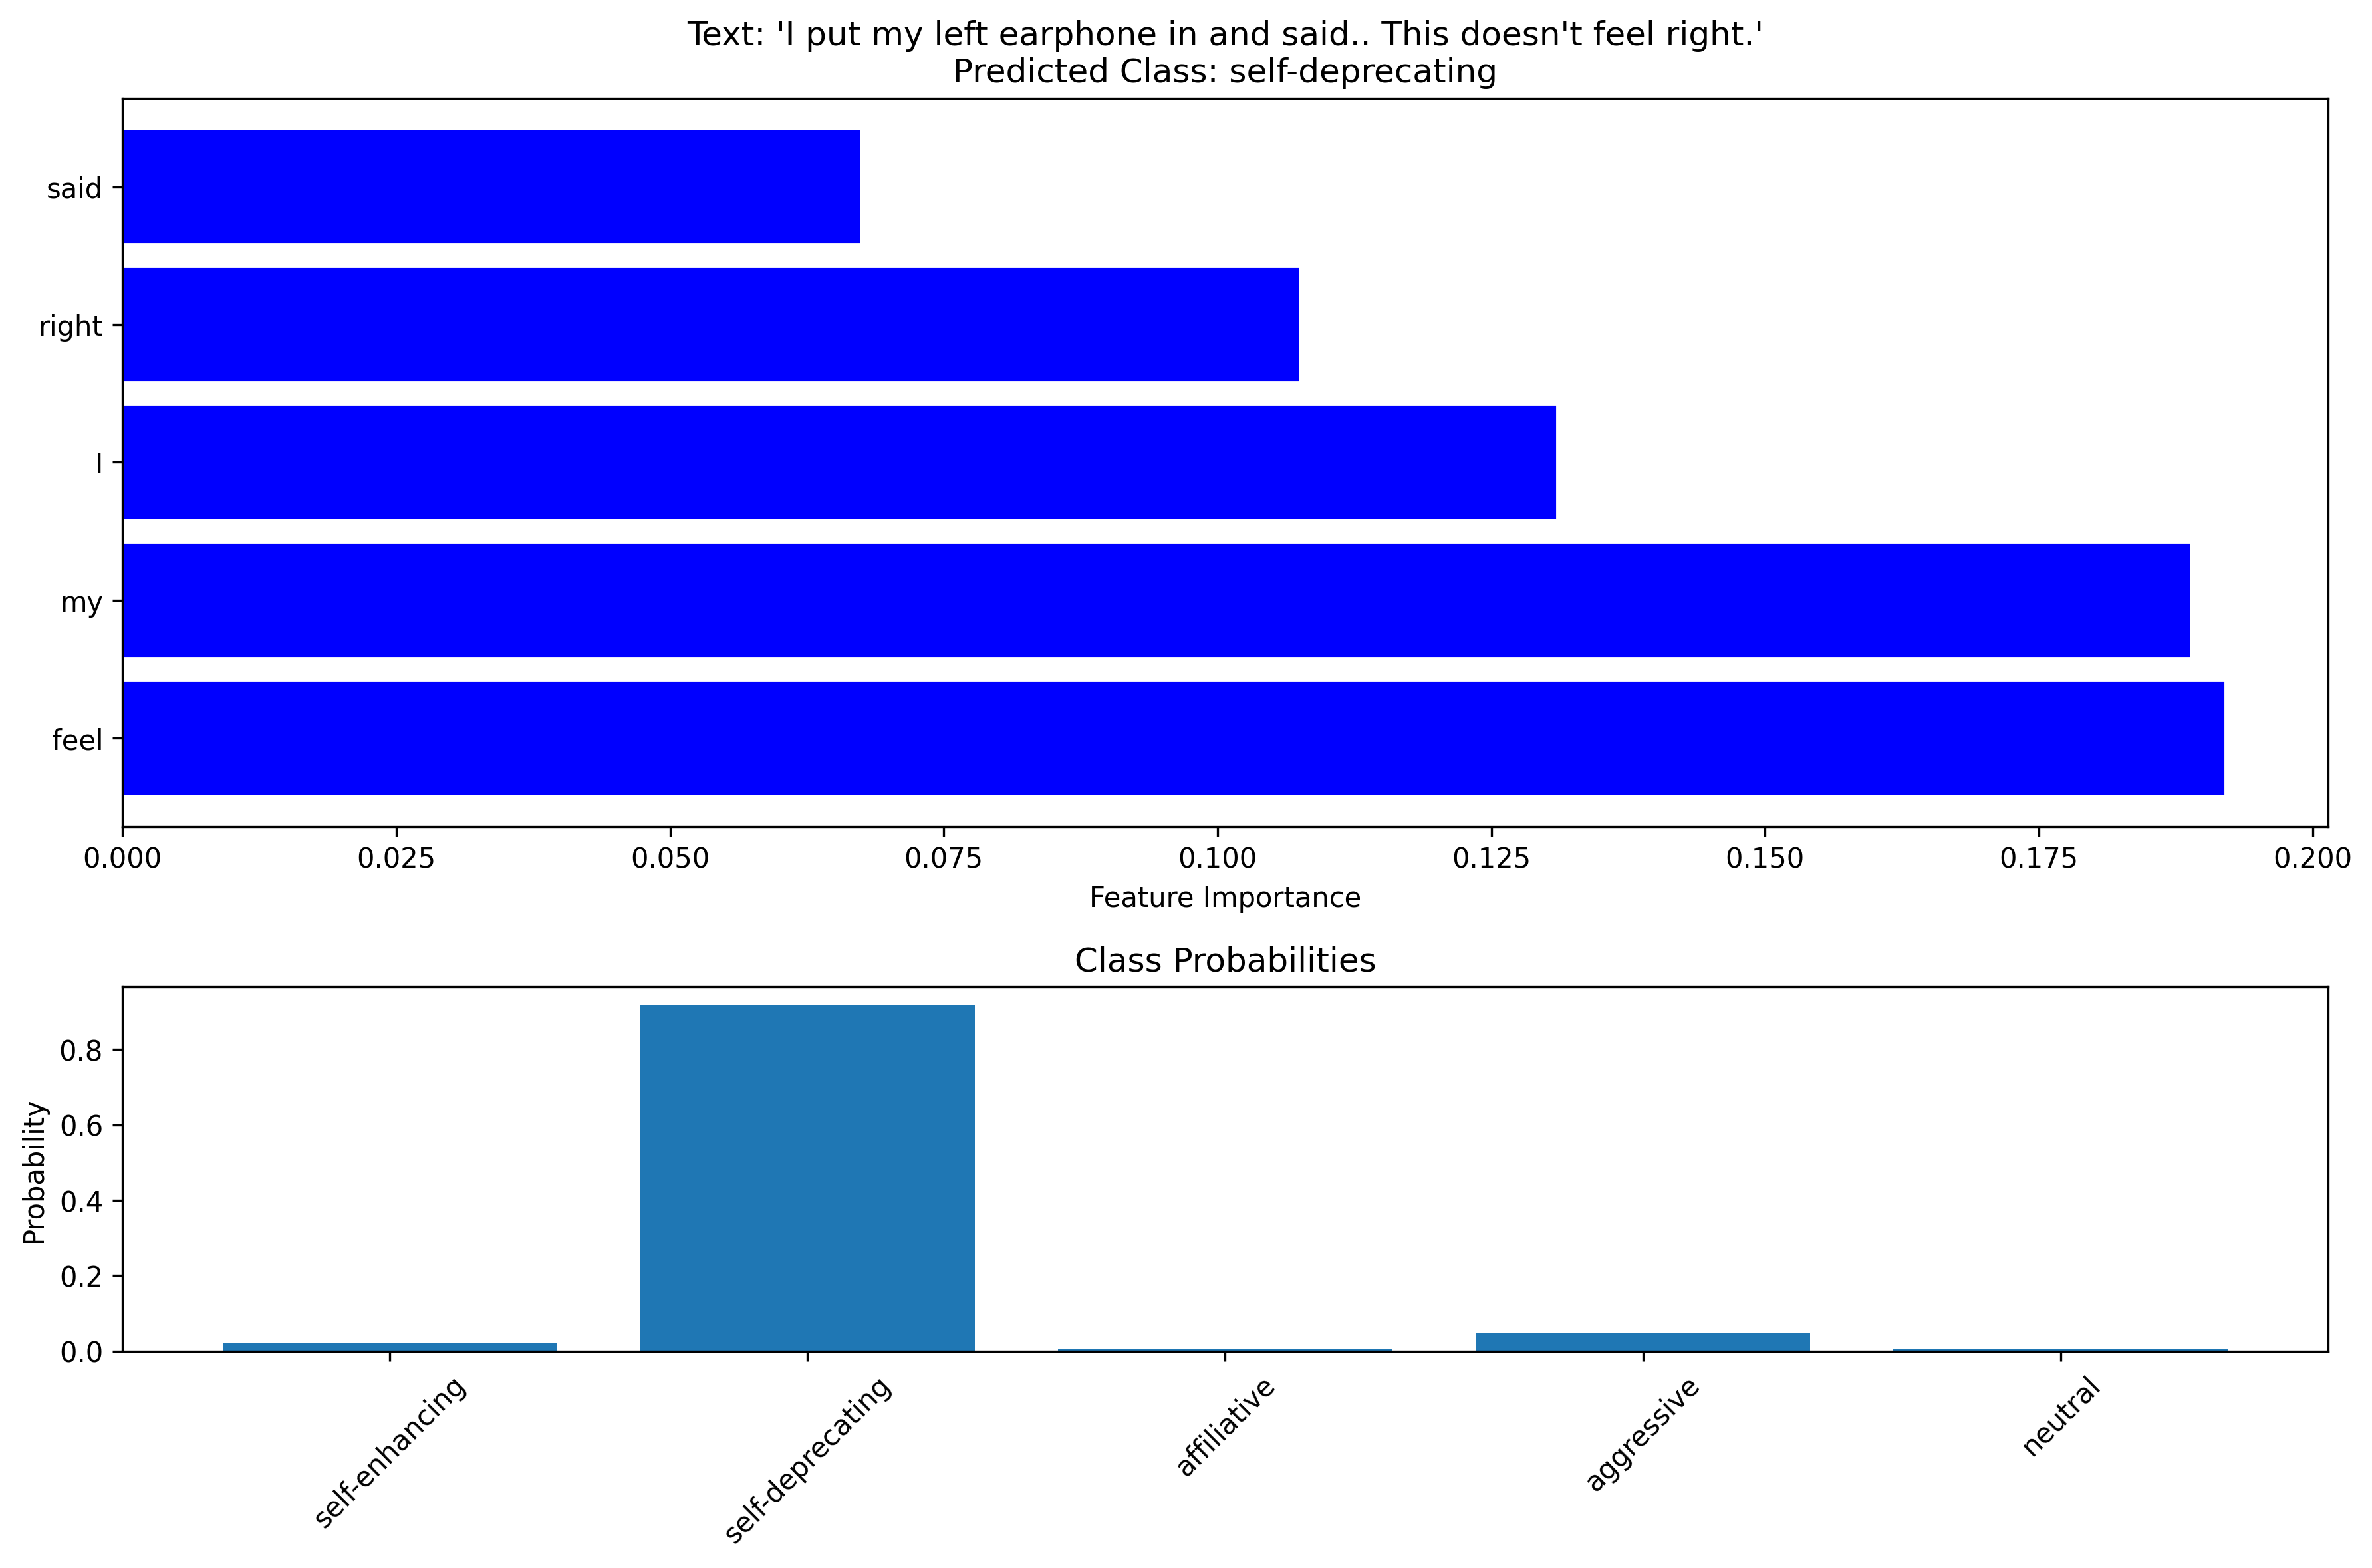 Text: 'I put my left earphone in and said.. This doesn't feel right.'
Predicted Class: self-deprecating
said
right
I
my
feel
0.000 0.025 0.050 0.075 0.100 0.125 0.150 0.175 0.200
Feature Importance
Class Probabilities
Probability
0.8
0.6
0.4
0.2
0.0
self-enhancing
self-deprecating
affiliative
aggressive
neutral